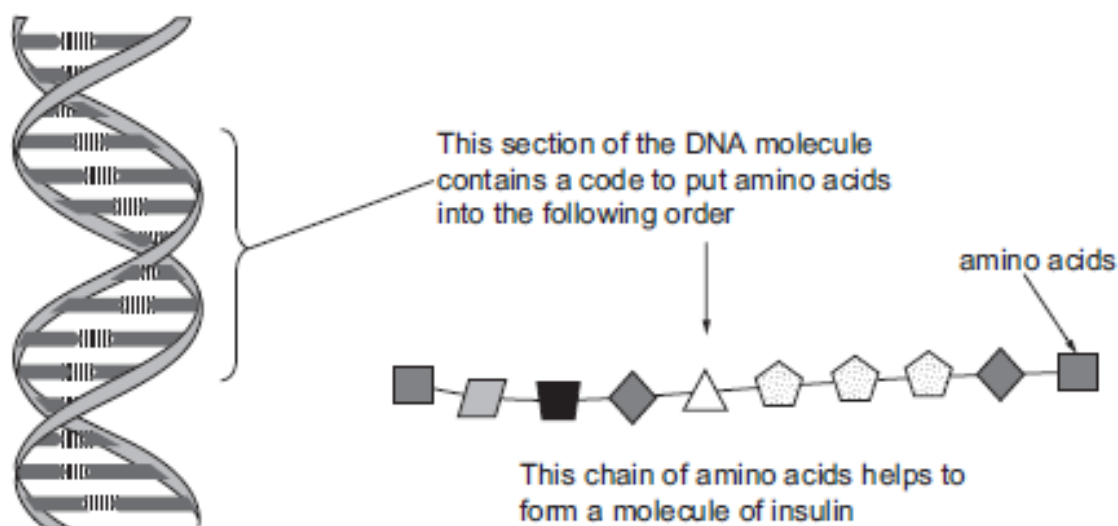 This section of the DNA molecule
contains a code to put amino acids
into the following order
amino acids
This chain of amino acids helps to
form a molecule of insulin